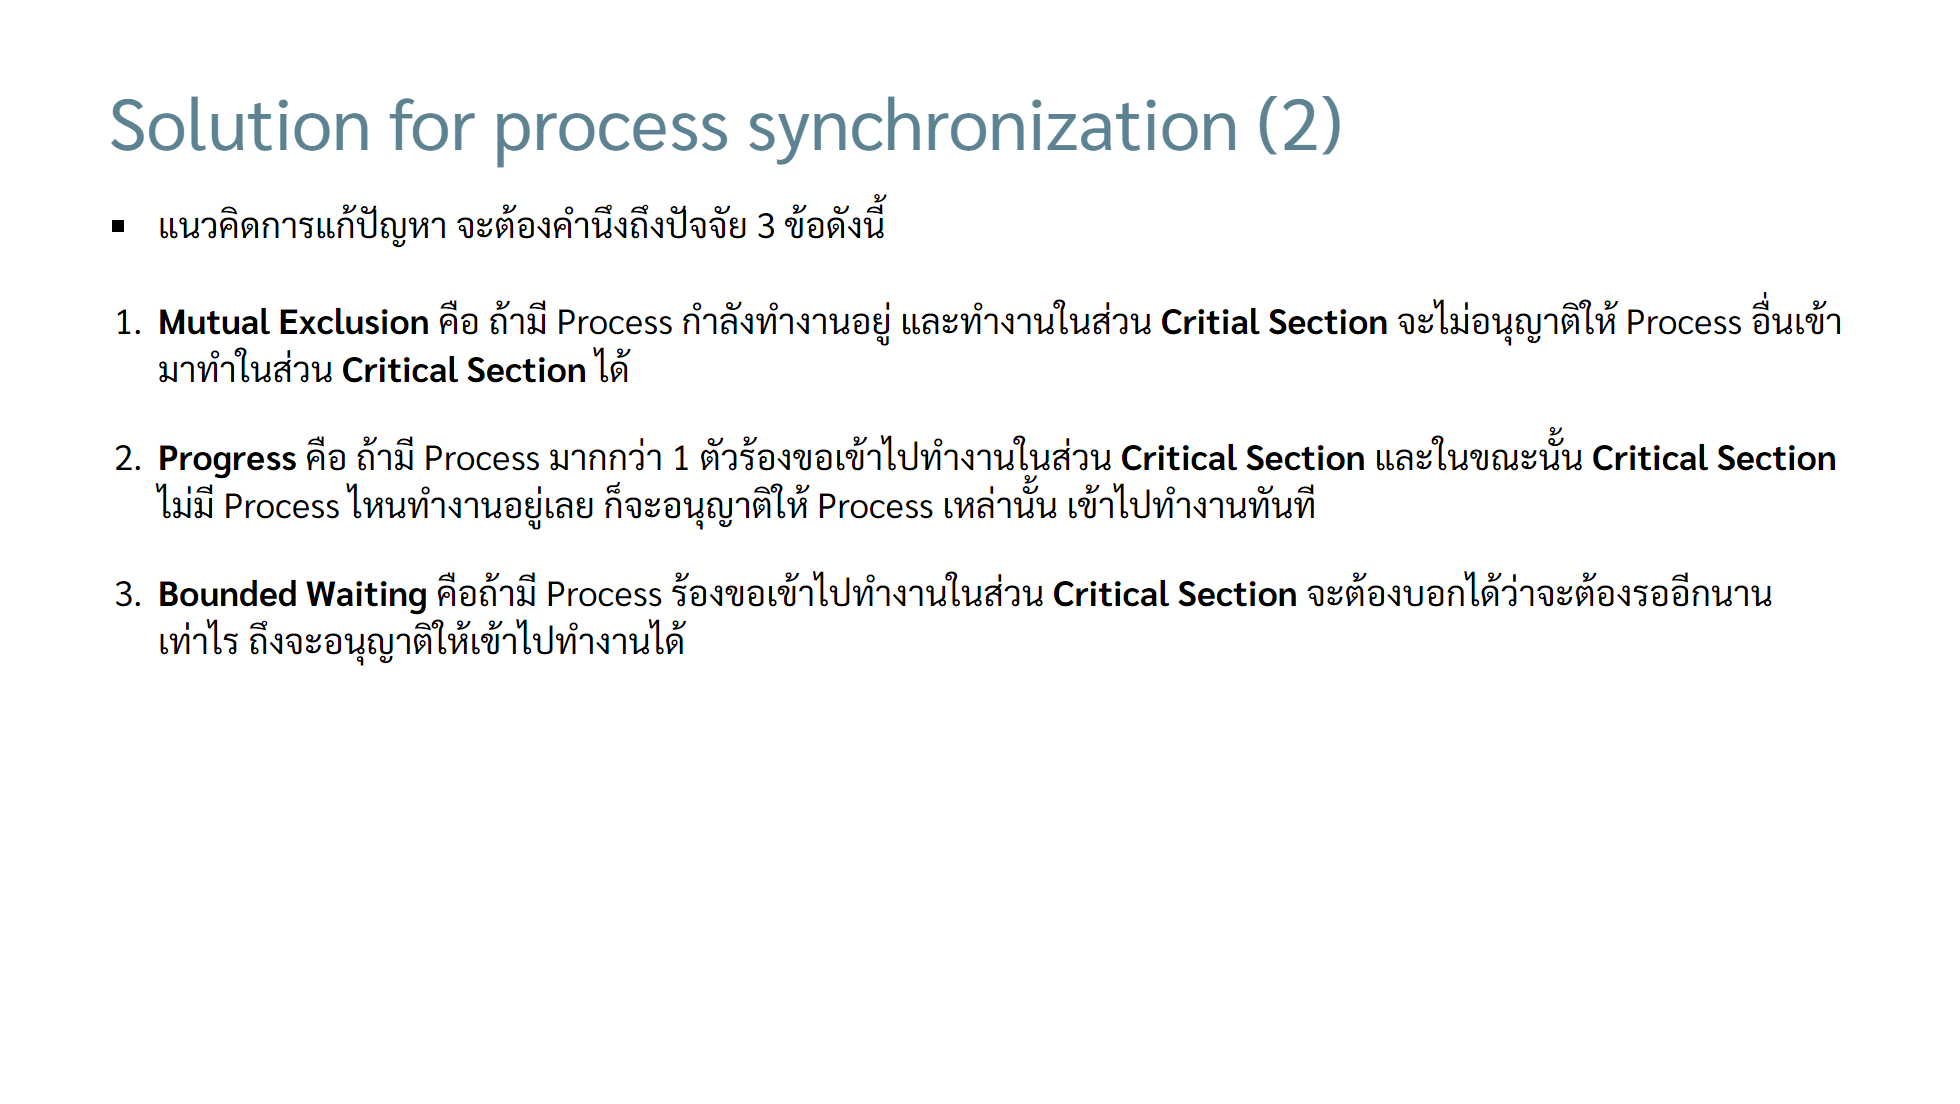 Solution for process synchronization (2)
▪ แนวคิดการแก้ปัญหา จะต้องคำนึงถึงปัจจัย 3 ข้อดังนี้
1. Mutual Exclusion คือ ถ้ามี Process กำลังทำงานอยู่ และทำงานในส่วน Critial Section จะไม่อนุญาติให้ Process อื่นเข้า
มาทำในส่วน Critical Section ได้
2. Progress คือ ถ้ามี Process มากกว่า 1 ตัวร้องขอเข้าไปทำงานในส่วน Critical Section และในขณะนั้น Critical Section
ไม่มี Process ไหนทำงานอยู่เลย ก็จะอนุญาติให้ Process เหล่านั้น เข้าไปทำงานทันที
3. Bounded Waiting คือถ้ามี Process ร้องขอเข้าไปทำงานในส่วน Critical Section จะต้องบอกได้ว่าจะต้องรออีกนาน
เท่าไร ถึงจะอนุญาติให้เข้าไปทำงานได้